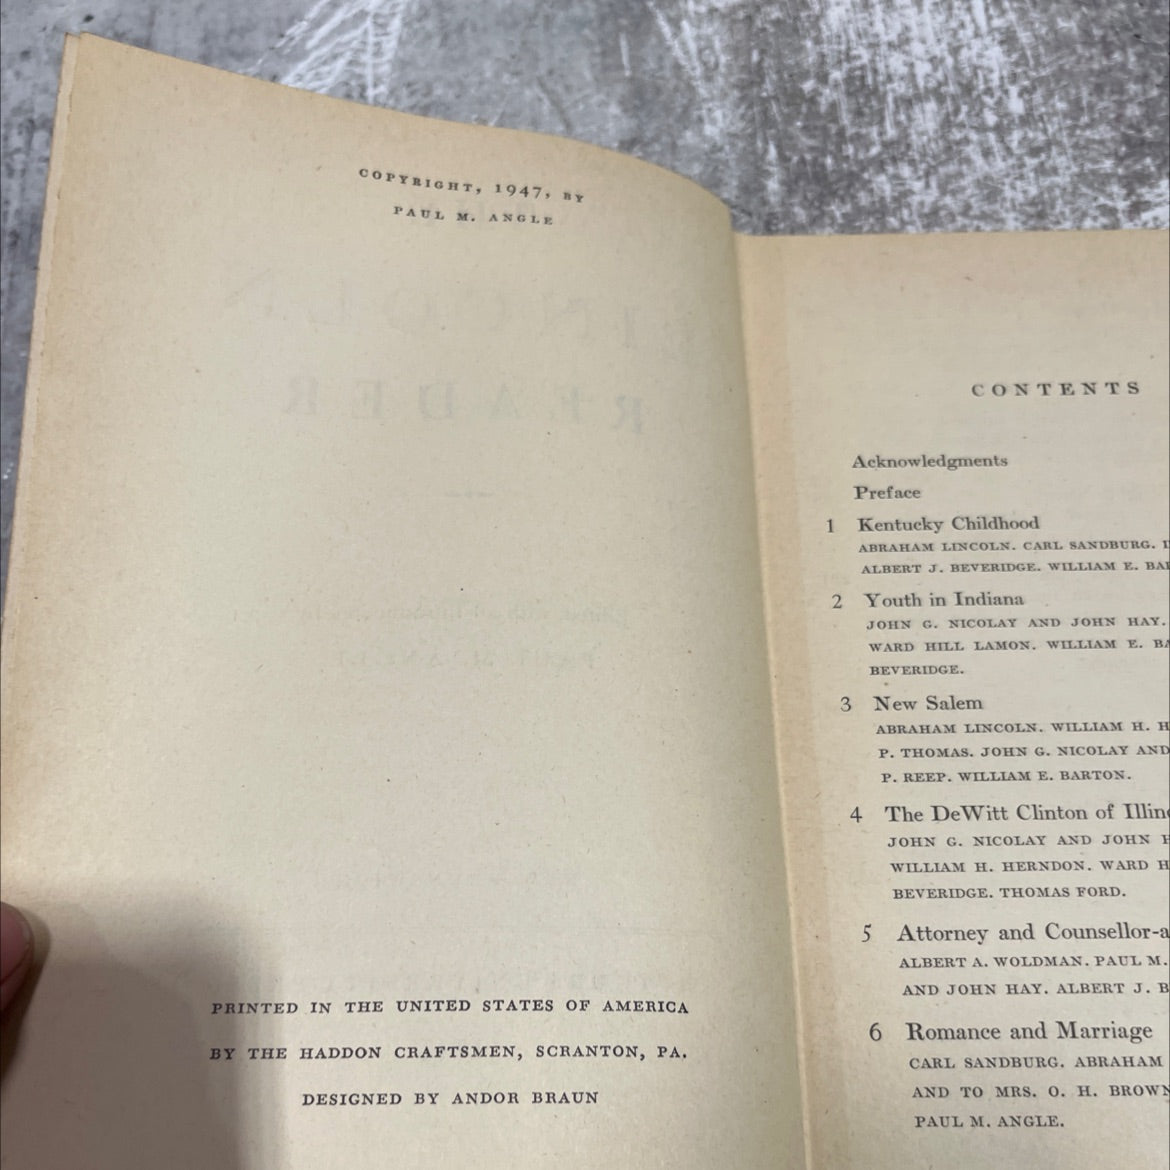 COPYRIGHT, 1947, BY
PAUL M. ANGLE
PRINTED IN THE UNITED STATES OF AMERICA
BY THE HADDON CRAFTSMEN, SCRANTON, PA.
DESIGNED BY ANDOR BRAUN
CONTENTS
Acknowledgments
Preface
1 Kentucky Childhood
ABRAHAM LINCOLN. CARL SANDBURG.
ALBERT J. BEVERIDGE. WILLIAM E.
2 Youth in Indiana
JOHN G. NICOLAY AND JOHN HAY.
WARD HILL LAMON. WILLIAM E.
BEVERIDGE.
3 New Salem
ABRAHAM LINCOLN. WILLIAM H.
P. THOMAS. JOHN G. NICOLAY AND
P. REEP. WILLIAM E. BARTON.
4 The DeWitt Clinton of
JOHN G. NICOLAY AND JOHN
WILLIAM H. HERNDON. WARD
BEVERIDGE. THOMAS FORD.
5 Attorney and Counsellor-a
ALBERT A. WOLDMAN. PAUL M.
AND JOHN HAY. ALBERT J.
6 Romance and Marriage
CARL SANDBURG. ABRAHAM
AND TO MRS. O. H. BROWN
PAUL M. ANGLE.